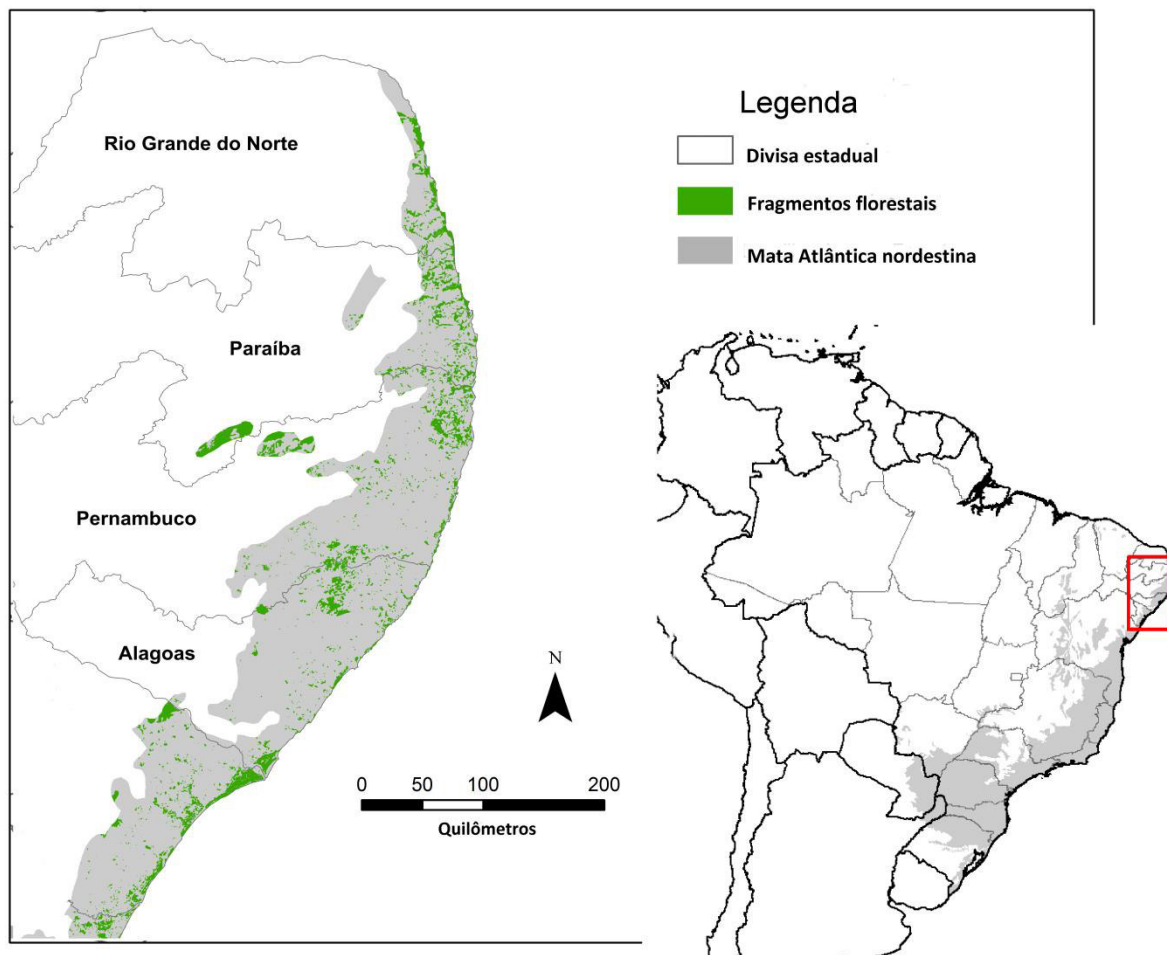 Rio Grande do Norte
Paraíba
Pernambuco
Alagoas
Legenda
Divisa estadual
Fragmentos florestais
Mata Atlântica nordestina
N
0 50 100 200
Quilômetros